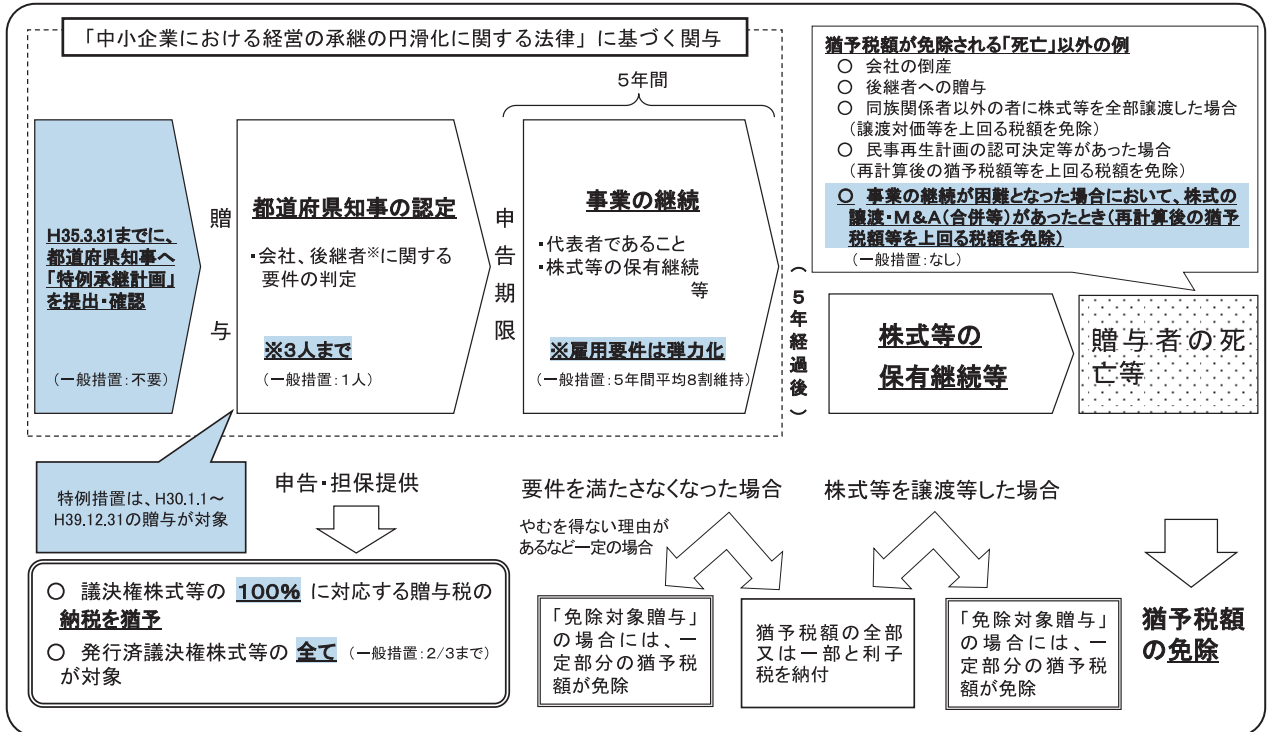 「中小企業における経営の承継の円滑化に関する法律」に基づく関与
5年間
H35.3.31までに、
都道府県知事へ
「特例承継計画」
を提出・確認
(一般措置:不要)
贈
与
都道府県知事の認定
・会社、後継者※に関する
要件の判定
※3人まで
(一般措置:1人)
申
告
期
限
事業の継続
・代表者であること
・株式等の保有継続
等
※雇用要件は弾力化
(一般措置:5年間平均8割維持)
(5年経過後)
猶予税額が免除される「死亡」以外の例
○ 会社の倒産
○ 後継者への贈与
○ 同族関係者以外の者に株式等を全部譲渡した場合
(譲渡対価等を上回る税額を免除)
○ 民事再生計画の認可決定等があった場合
(再計算後の猶予税額等を上回る税額を免除)
○ 事業の継続が困難となった場合において、株式の
譲渡・M&A(合併等)があったとき(再計算後の猶予
税額等を上回る税額を免除)
(一般措置:なし)
株式等の
保有継続等
贈与者の死
亡等
特例措置は、H30.1.1～
H39.12.31の贈与が対象
申告・担保提供
○ 議決権株式等の 100% に対応する贈与税の
納税を猶予
○ 発行済議決権株式等の 全て (一般措置:2/3まで)
が対象
要件を満たさなくなった場合
やむを得ない理由が
あるなど一定の場合
株式等を譲渡等した場合
「免除対象贈与」
の場合には、一
定部分の猶予税
額が免除
猶予税額の全部
又は一部と利子
税を納付
「免除対象贈与」
の場合には、一
定部分の猶予税
額が免除
猶予税額
の免除